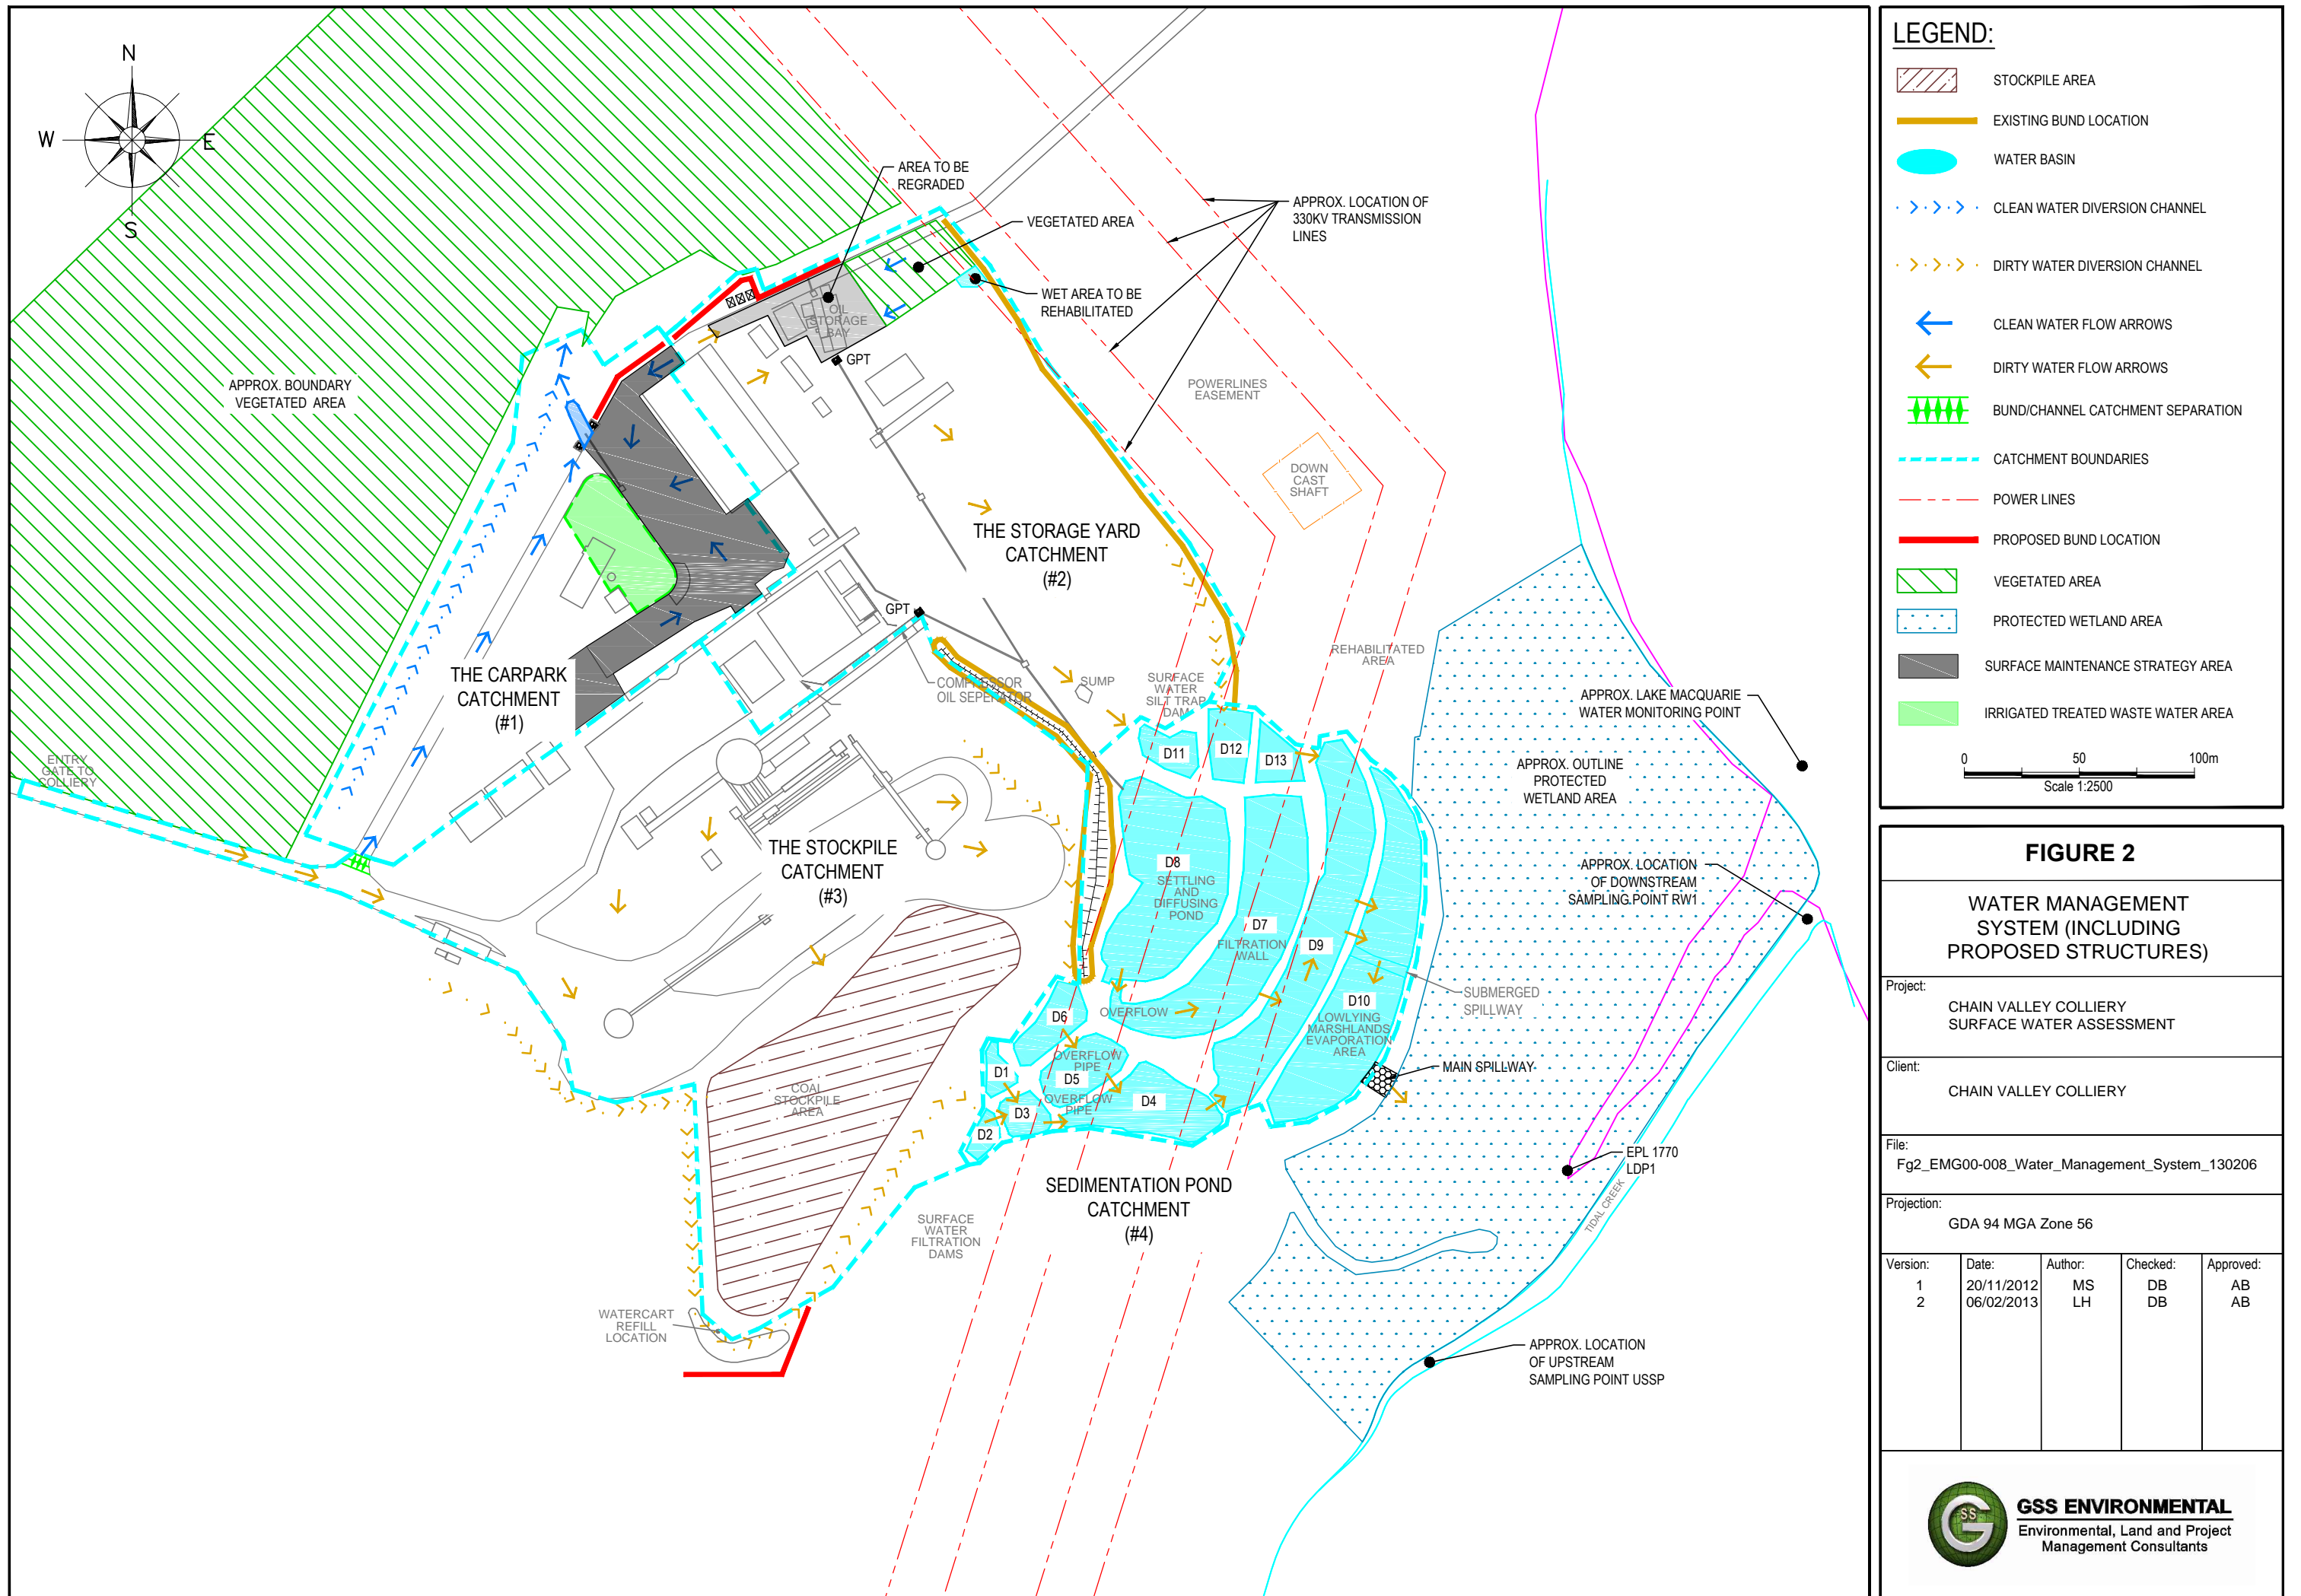 N
W
E
S
AREA TO BE
REGRADED
VEGETATED AREA
WET AREA TO BE
REHABILITATED
APPROX. LOCATION OF
330KV TRANSMISSION
LINES
OIL
STORAGE
BAY
GPT
APPROX. BOUNDARY
VEGETATED AREA
POWERLINES
EASEMENT
DOWN
CAST
SHAFT
THE STORAGE YARD
CATCHMENT
(#2)
GPT
COMPRESSOR
OIL SEPERATOR
SUMP
SURFACE
WATER
SILT TRAP
DAM
REHABILITATED
AREA
THE CARPARK
CATCHMENT
(#1)
ENTRY
GATE TO
COLLIERY
APPROX. LAKE MACQUARIE
WATER MONITORING POINT
APPROX. OUTLINE
PROTECTED
WETLAND AREA
D11
D12
D13
THE STOCKPILE
CATCHMENT
(#3)
D8
SETTLING
AND
DIFFUSING
POND
D7
FILTRATION
WALL
D9
APPROX. LOCATION
OF DOWNSTREAM
SAMPLING POINT RW1
SUBMERGED
SPILLWAY
D10
LOWLYING
MARSHLANDS
EVAPORATION
AREA
OVERFLOW
D6
OVERFLOW
PIPE
D1
D5
OVERFLOW
PIPE
D4
D3
D2
MAIN SPILLWAY
COAL
STOCKPILE
AREA
EPL 1770
LDP1
TIDAL CREEK
SEDIMENTATION POND
CATCHMENT
(#4)
SURFACE
WATER
FILTRATION
DAMS
WATERCART
REFILL
LOCATION
APPROX. LOCATION
OF UPSTREAM
SAMPLING POINT USSP
LEGEND:
STOCKPILE AREA
EXISTING BUND LOCATION
WATER BASIN
CLEAN WATER DIVERSION CHANNEL
DIRTY WATER DIVERSION CHANNEL
CLEAN WATER FLOW ARROWS
DIRTY WATER FLOW ARROWS
BUND/CHANNEL CATCHMENT SEPARATION
CATCHMENT BOUNDARIES
POWER LINES
PROPOSED BUND LOCATION
VEGETATED AREA
PROTECTED WETLAND AREA
SURFACE MAINTENANCE STRATEGY AREA
IRRIGATED TREATED WASTE WATER AREA
0 50 100m
Scale 1:2500
FIGURE 2
WATER MANAGEMENT
SYSTEM (INCLUDING
PROPOSED STRUCTURES)
Project:
CHAIN VALLEY COLLIERY
SURFACE WATER ASSESSMENT
Client:
CHAIN VALLEY COLLIERY
File:
Fg2_EMG00-008_Water_Management_System_130206
Projection:
GDA 94 MGA Zone 56
Version: Date: Author: Checked: Approved:
1 20/11/2012 MS DB AB
2 06/02/2013 LH DB AB
GSS
GSS ENVIRONMENTAL
Environmental, Land and Project
Management Consultants